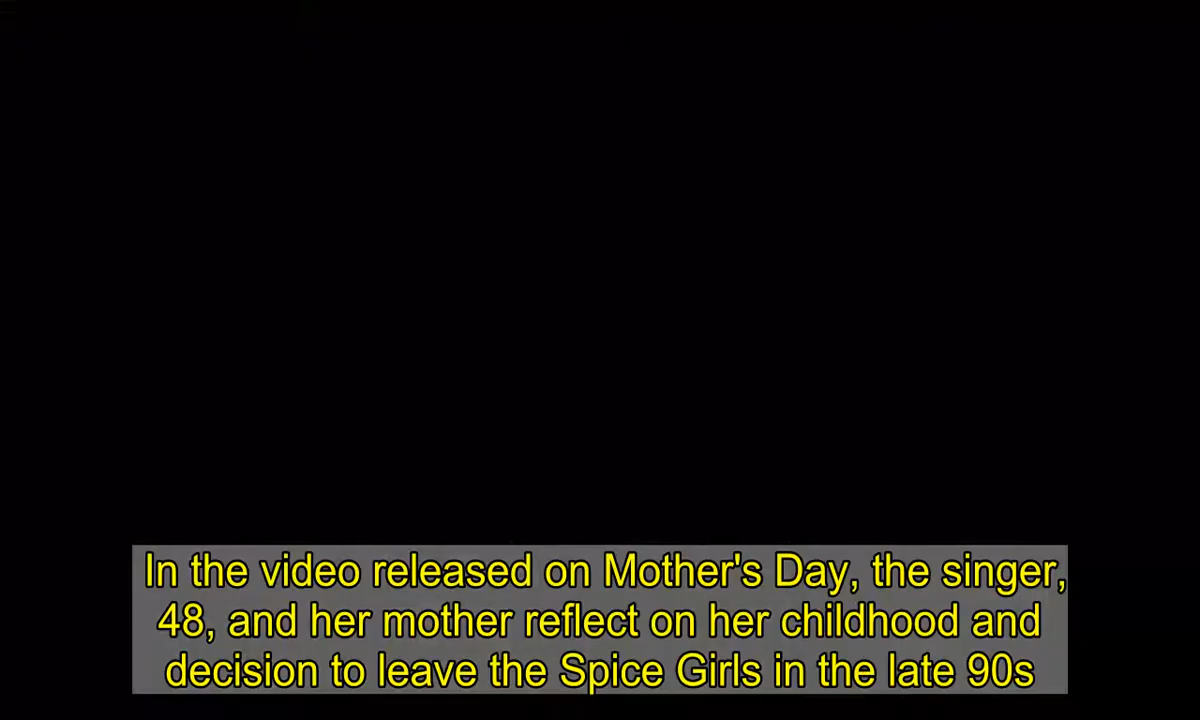 In the video released on Mother's Day, the singer,
48, and her mother reflect on her childhood and
decision to leave the Spice Girls in the late 90s